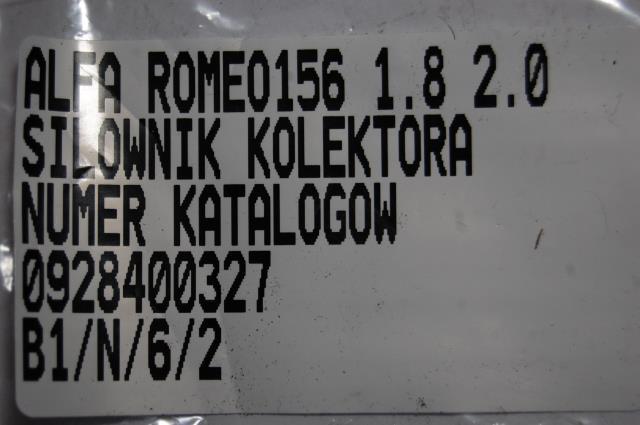 ALFA ROMEO156 1.8 2.0
SILOWNIK KOLEKTORA
NUMER KATALOGOW
0928400327
B1/N/6/2